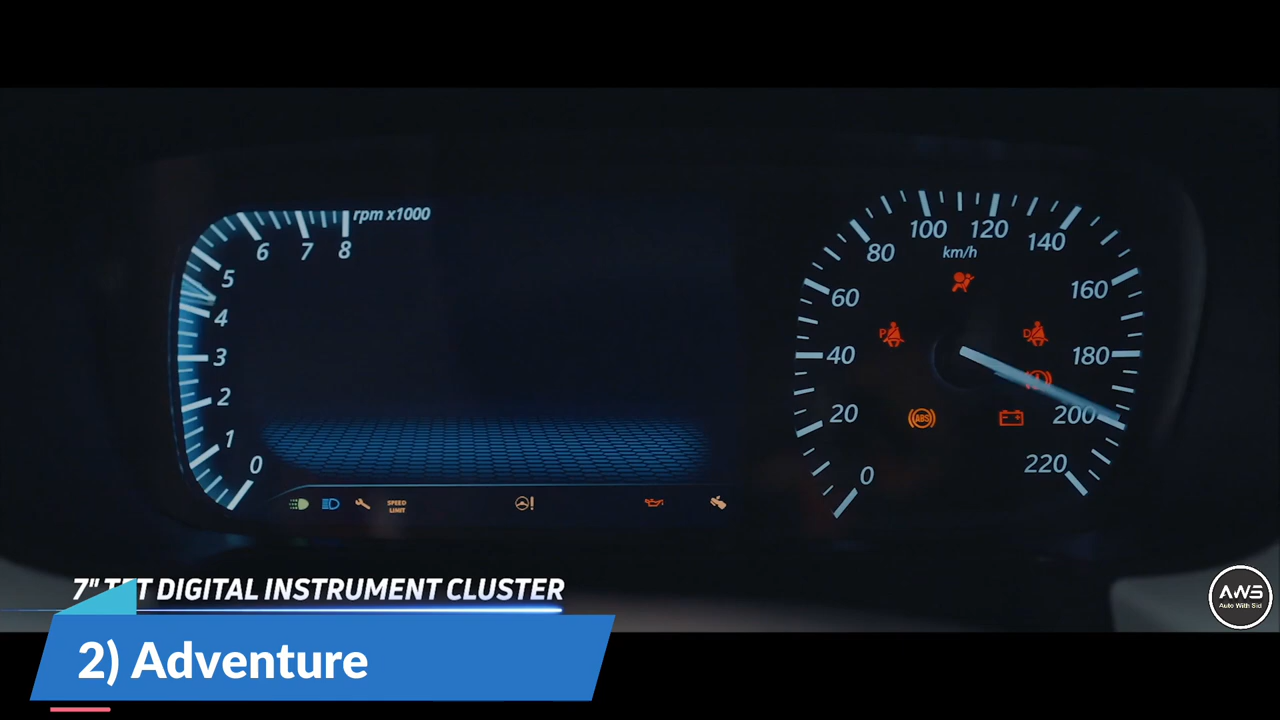 rpm x1000
8
7
6
5
4
3
2
1
0
SPEED
LIMIT
km/h
0
20
40
60
80
100
120
140
160
180
200
220
P
D
ABS
7" TFT DIGITAL INSTRUMENT CLUSTER
2) Adventure
AWS
Auto With Sid